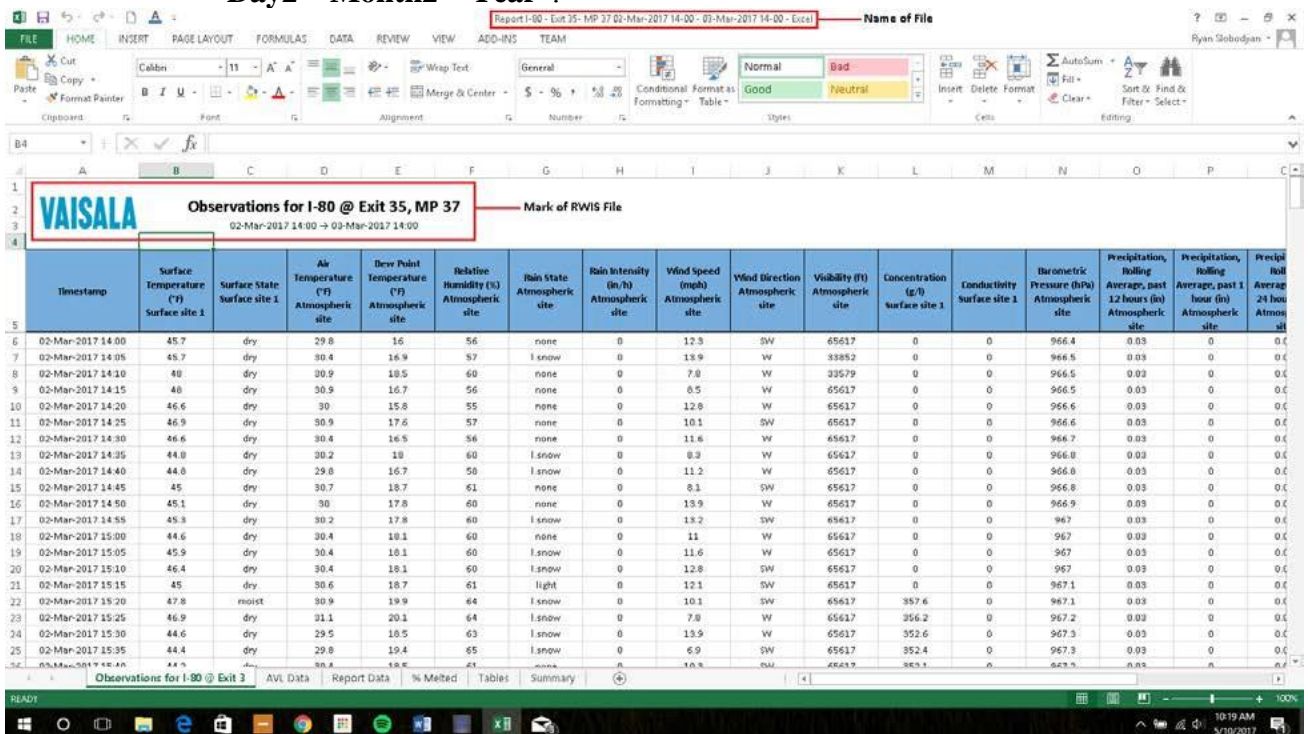 Report I-80 - Exit 35- MP 37 02-Mar-2017 14-00 - 03-Mar-2017 14-00 - Excel
Name of File
FILE HOME INSERT PAGE LAYOUT FORMULAS DATA REVIEW VIEW ADD-INS TEAM Ryan Slobodyan
Cut
Copy
Format Painter
Paste
Calibri 11
Wrap Text
Merge & Center
General
Conditional Formatting
Format as Table
Normal Bad
Good Neutral
Insert Delete Format
AutoSum
Fill
Clear
Sort & Filter
Find & Select
Clipboard Font Alignment Number Styles Cells Editing
B4 fx
A B C D E F G H I J K L M N O P
VAISALA
Observations for I-80 @ Exit 35, MP 37
02-Mar-2017 14:00 → 03-Mar-2017 14:00
Mark of RWIS File
Timestamp
Surface Temperature (°F) Surface site 1
Surface State Surface site 1
Air Temperature (°F) Atmospheric site
Dew Point Temperature (°F) Atmospheric site
Relative Humidity (%) Atmospheric site
Rain State Atmospheric site
Rain Intensity (in/h) Atmospheric site
Wind Speed (mph) Atmospheric site
Wind Direction Atmospheric site
Visibility (ft) Atmospheric site
Concentration (g/l) Surface site 1
Conductivity Surface site 1
Barometric Pressure (hPa) Atmospheric site
Precipitation, Rolling Average, past 12 hours (in) Atmospheric site
Precipitation, Rolling Average, past 1 hour (in) Atmospheric site
6 02-Mar-2017 14:00 45.7 dry 29.8 16 56 none 0 12.3 SW 65617 0 0 966.4 0.03 0
7 02-Mar-2017 14:05 45.7 dry 30.4 16.9 57 l.snow 0 13.9 W 33852 0 0 966.5 0.03 0
8 02-Mar-2017 14:10 48 dry 30.9 18.5 60 none 0 7.8 W 33579 0 0 966.5 0.03 0
9 02-Mar-2017 14:15 48 dry 30.9 16.7 56 none 0 8.5 W 65617 0 0 966.5 0.03 0
10 02-Mar-2017 14:20 46.6 dry 30 15.8 55 none 0 12.8 W 65617 0 0 966.6 0.03 0
11 02-Mar-2017 14:25 46.9 dry 30.9 17.6 57 none 0 10.1 SW 65617 0 0 966.6 0.03 0
12 02-Mar-2017 14:30 46.6 dry 30.4 16.5 56 none 0 11.6 W 65617 0 0 966.7 0.03 0
13 02-Mar-2017 14:35 44.8 dry 30.2 18 60 l.snow 0 8.3 W 65617 0 0 966.8 0.03 0
14 02-Mar-2017 14:40 44.8 dry 29.8 16.7 58 l.snow 0 11.2 W 65617 0 0 966.8 0.03 0
15 02-Mar-2017 14:45 45 dry 30.7 18.7 61 none 0 8.1 SW 65617 0 0 966.8 0.03 0
16 02-Mar-2017 14:50 45.1 dry 30 17.8 60 none 0 13.9 W 65617 0 0 966.9 0.03 0
17 02-Mar-2017 14:55 45.3 dry 30.2 17.8 60 l.snow 0 13.2 SW 65617 0 0 967 0.03 0
18 02-Mar-2017 15:00 44.6 dry 30.4 18.1 60 none 0 11 W 65617 0 0 967 0.03 0
19 02-Mar-2017 15:05 45.9 dry 30.4 18.1 60 l.snow 0 11.6 W 65617 0 0 967 0.03 0
20 02-Mar-2017 15:10 46.4 dry 30.4 18.1 60 l.snow 0 12.8 SW 65617 0 0 967 0.03 0
21 02-Mar-2017 15:15 45 dry 30.6 18.7 61 light 0 12.1 SW 65617 0 0 967.1 0.03 0
22 02-Mar-2017 15:20 47.8 moist 30.9 19.9 64 l.snow 0 10.1 SW 65617 357.6 0 967.1 0.03 0
23 02-Mar-2017 15:25 46.9 dry 31.1 20.1 64 l.snow 0 7.8 W 65617 356.2 0 967.2 0.03 0
24 02-Mar-2017 15:30 44.6 dry 29.5 18.5 63 l.snow 0 13.9 W 65617 352.6 0 967.3 0.03 0
25 02-Mar-2017 15:35 44.4 dry 29.8 19.4 65 l.snow 0 6.9 SW 65617 352.4 0 967.3 0.03 0
Observations for I-80 @ Exit 3 AVL Data Report Data % Melted Tables Summary
READY 100%
10:19 AM
5/10/2017